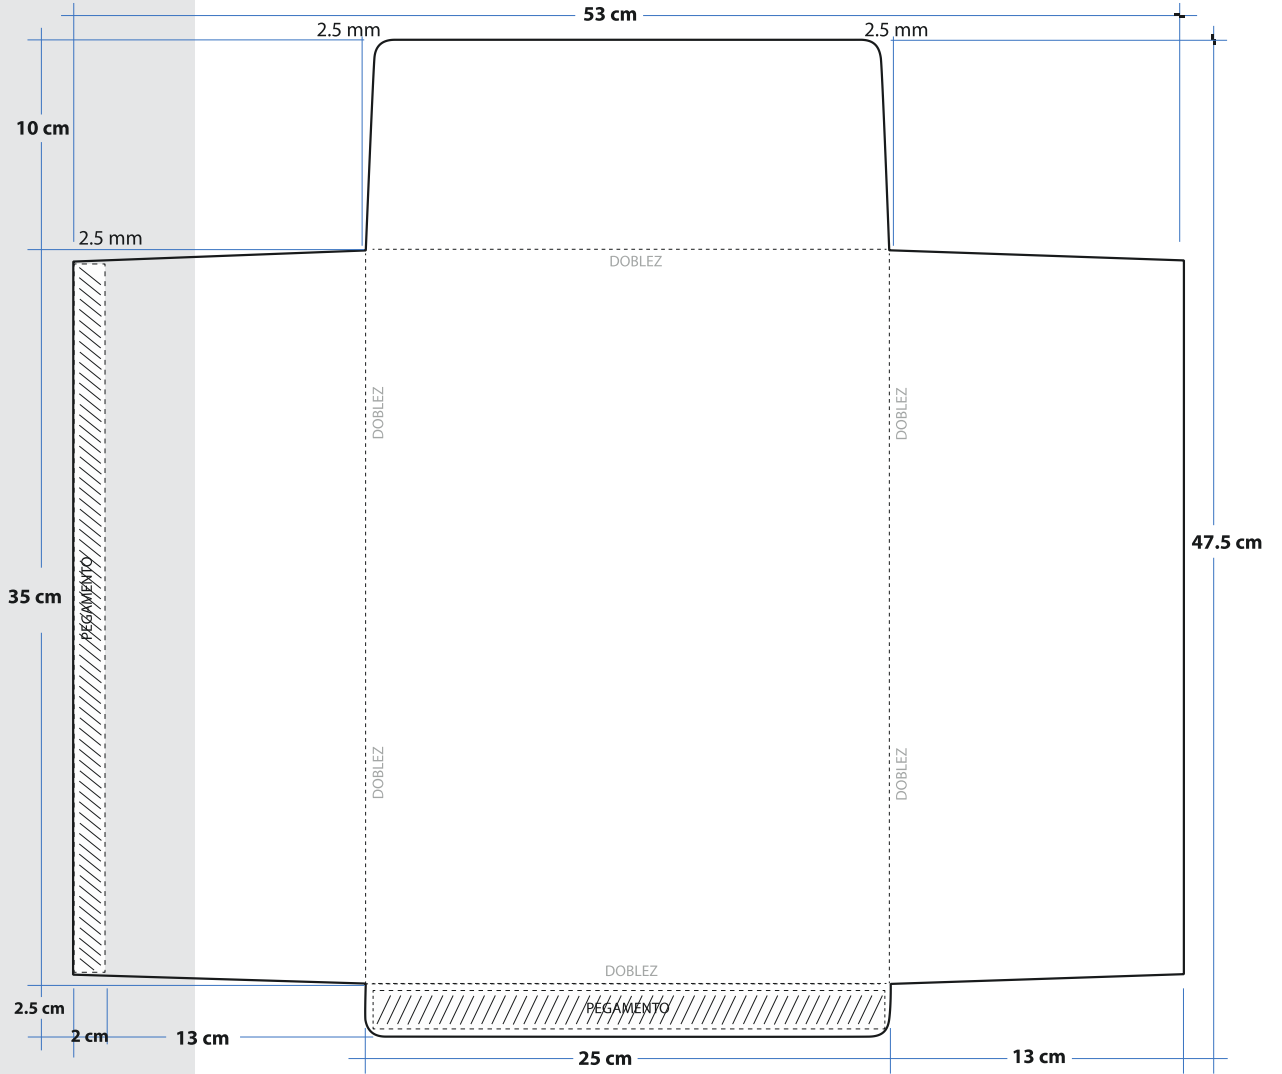 53 cm
2.5 mm
2.5 mm
10 cm
2.5 mm
DOBLEZ
DOBLEZ
DOBLEZ
47.5 cm
35 cm
PEGAMENTO
DOBLEZ
DOBLEZ
DOBLEZ
2.5 cm
PEGAMENTO
2 cm
13 cm
25 cm
13 cm